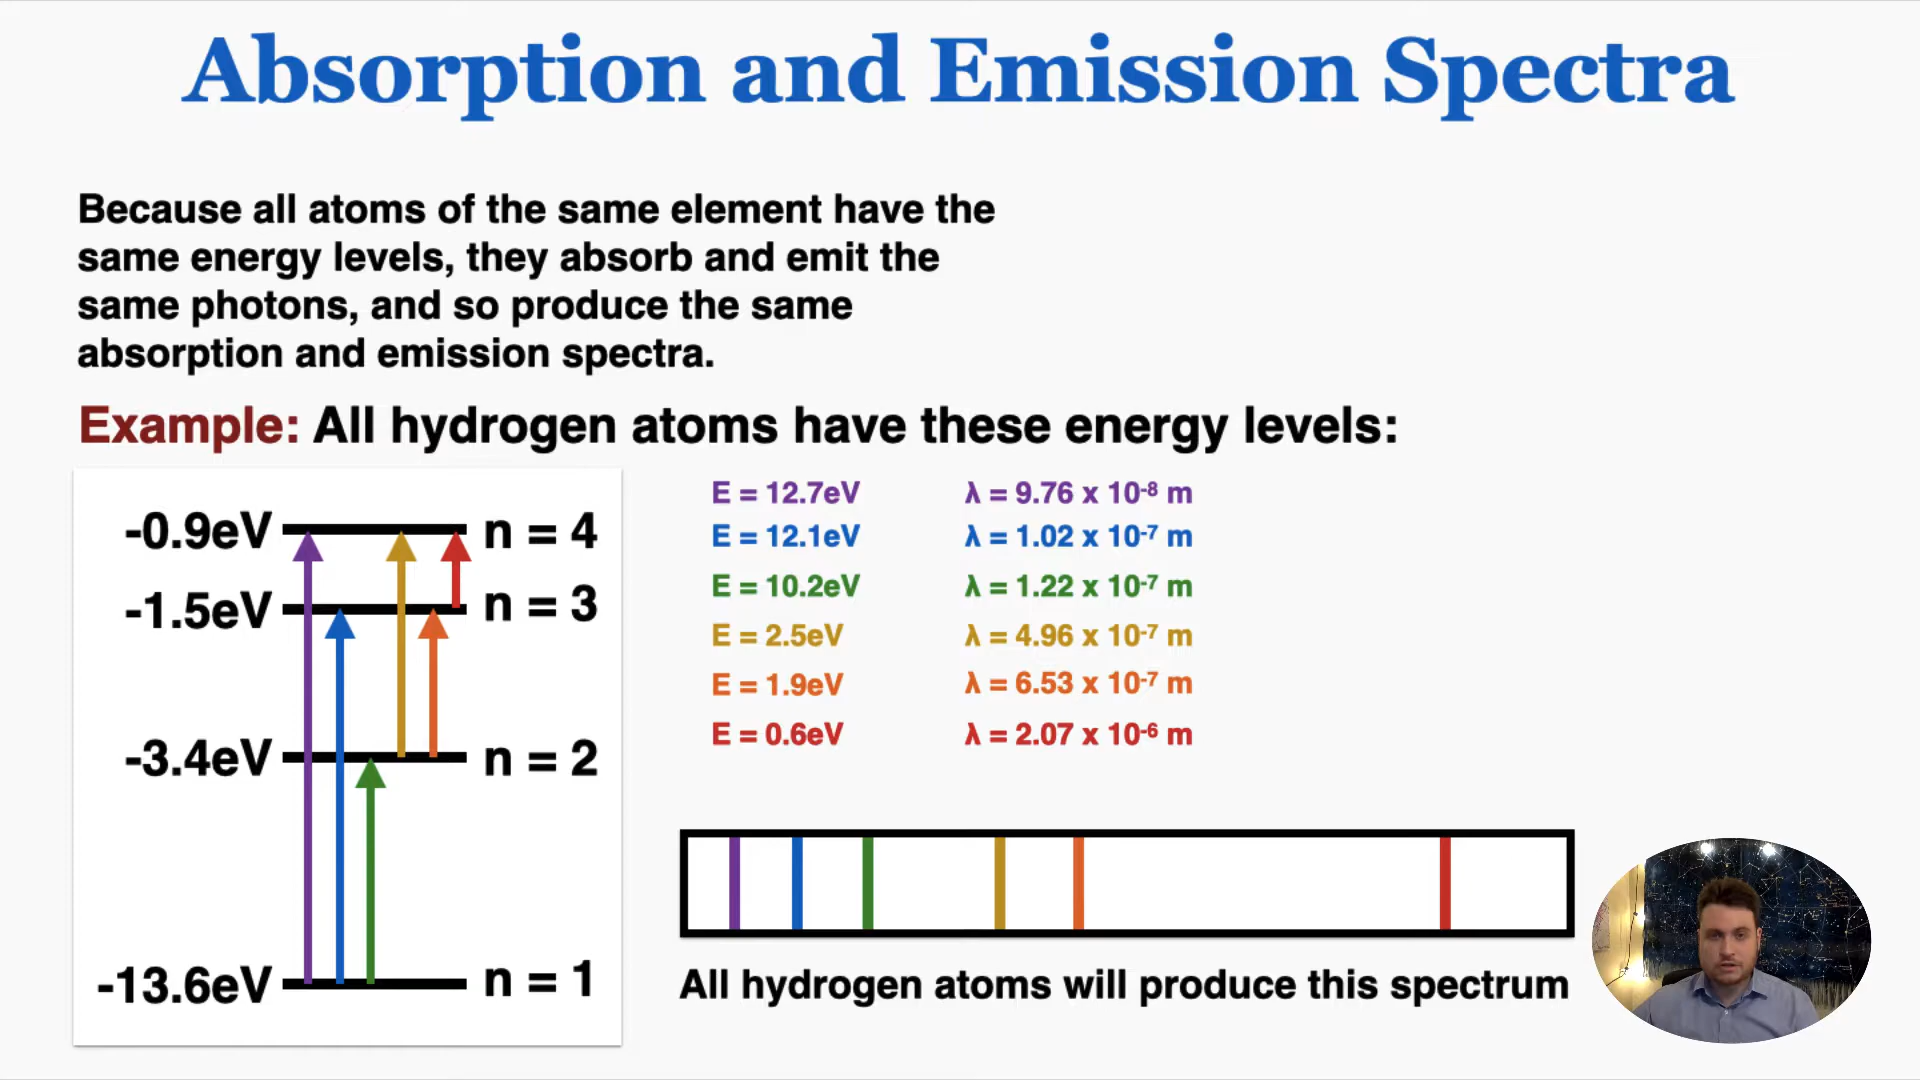 Absorption and Emission Spectra
Because all atoms of the same element have the
same energy levels, they absorb and emit the
same photons, and so produce the same
absorption and emission spectra.
Example: All hydrogen atoms have these energy levels:
-0.9eV n = 4
-1.5eV n = 3
-3.4eV n = 2
-13.6eV n = 1
E = 12.7eV λ = 9.76 x 10⁻⁸ m
E = 12.1eV λ = 1.02 x 10⁻⁷ m
E = 10.2eV λ = 1.22 x 10⁻⁷ m
E = 2.5eV λ = 4.96 x 10⁻⁷ m
E = 1.9eV λ = 6.53 x 10⁻⁷ m
E = 0.6eV λ = 2.07 x 10⁻⁶ m
All hydrogen atoms will produce this spectrum